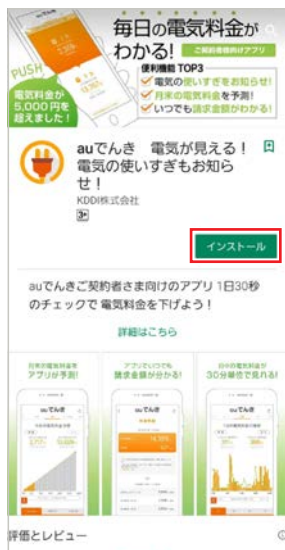 毎日の電気料金が
わかる!
ご契約者様向けアプリ
便利機能 TOP3
電気の使いすぎをお知らせ!
月末の電気料金を予測!
いつでも請求金額がわかる!
PUSH
電気料金が
5,000円を
超えました!
auでんき 電気が見える!
電気の使いすぎもお知ら
せ!
KDDI株式会社
3+
インストール
auでんきご契約者さま向けのアプリ 1日30秒
のチェックで 電気料金を下げよう!
詳細はこちら
月末の電気料金を
アプリが予測!
アプリでいつでも
請求金額が分かる!
日々の電気料金が
30分単位で見れる!
auでんき
auでんき
auでんき
評価とレビュー